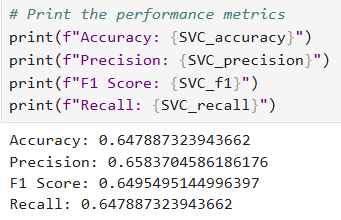 # Print the performance metrics
print(f"Accuracy: {SVC_accuracy}")
print(f"Precision: {SVC_precision}")
print(f"F1 Score: {SVC_f1}")
print(f"Recall: {SVC_recall}")
Accuracy: 0.647887323943662
Precision: 0.6583704586186176
F1 Score: 0.6495495144996397
Recall: 0.647887323943662